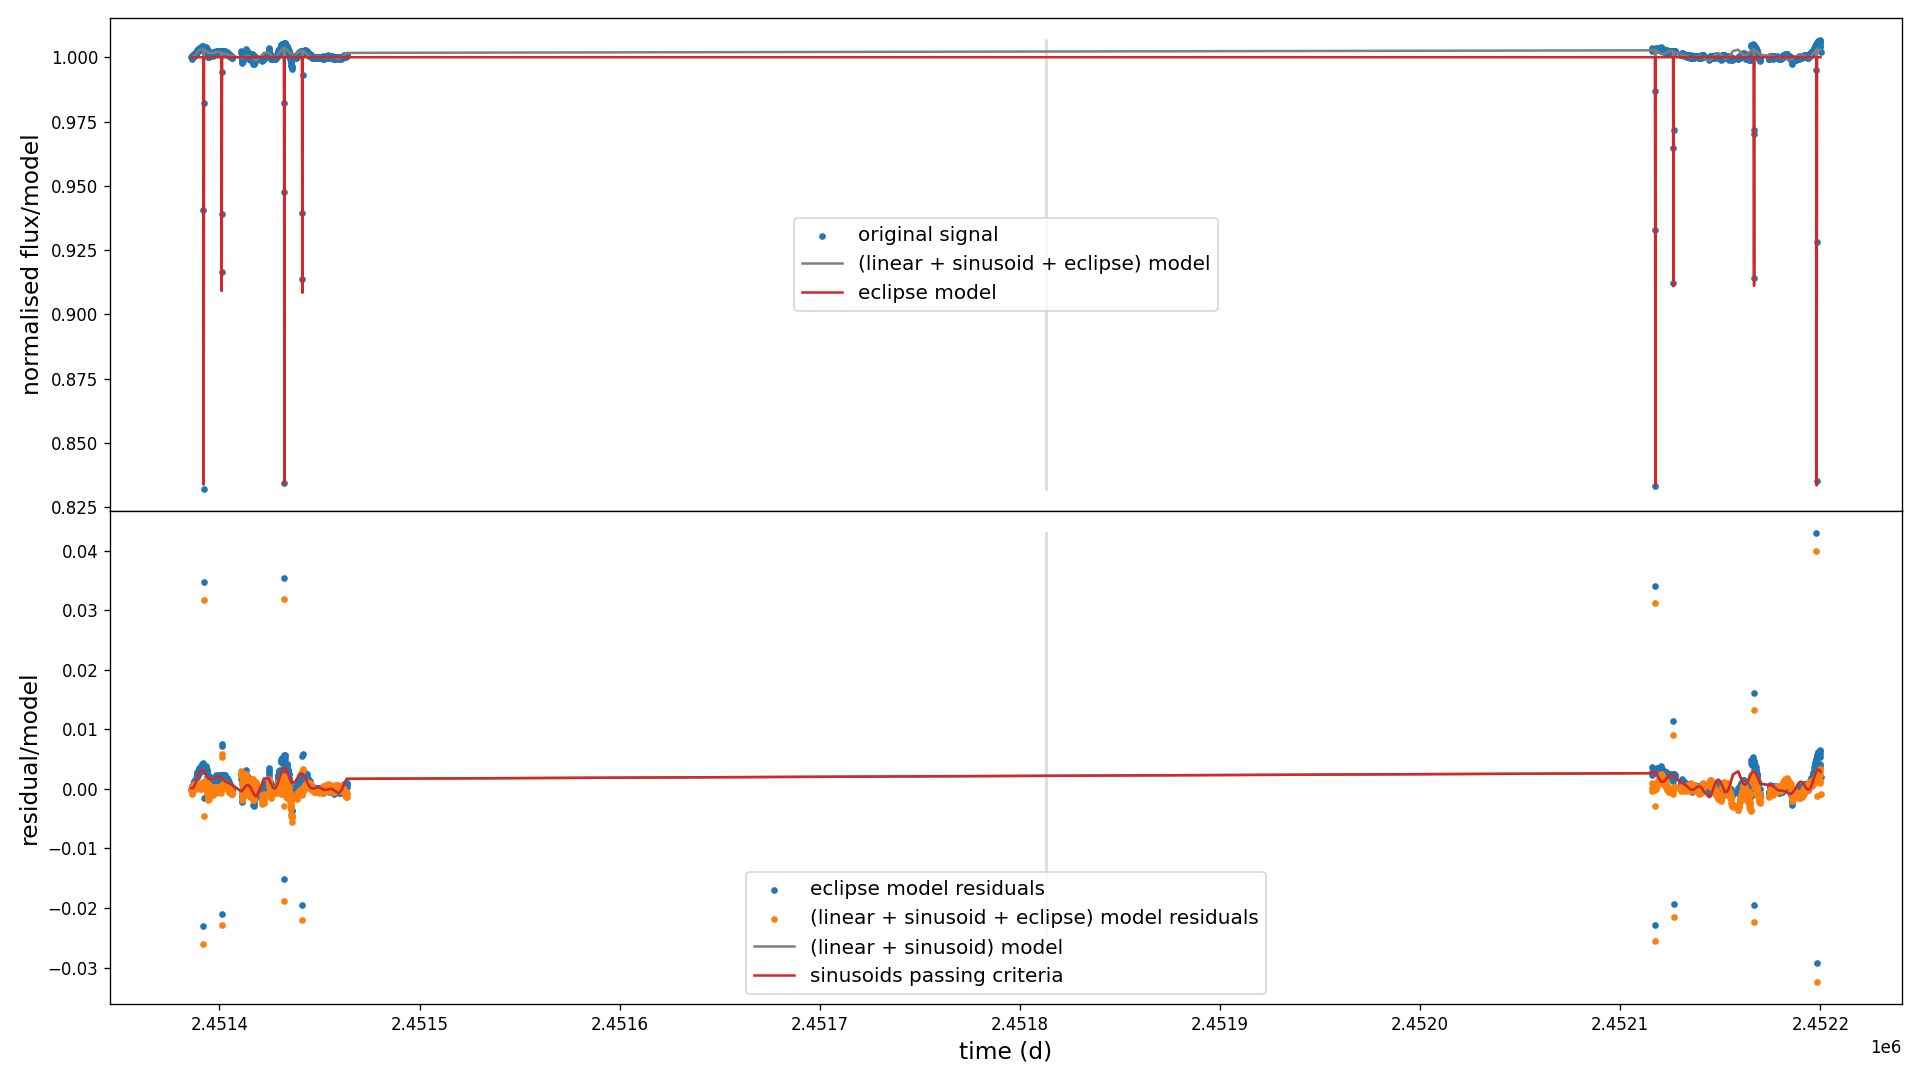 1.000
0.975
0.950
0.925
0.900
0.875
0.850
0.825
normalised flux/model
original signal
(linear + sinusoid + eclipse) model
eclipse model
0.04
0.03
0.02
0.01
0.00
−0.01
−0.02
−0.03
residual/model
eclipse model residuals
(linear + sinusoid + eclipse) model residuals
(linear + sinusoid) model
sinusoids passing criteria
2.4514 2.4515 2.4516 2.4517 2.4518 2.4519 2.4520 2.4521 2.4522
1e6
time (d)